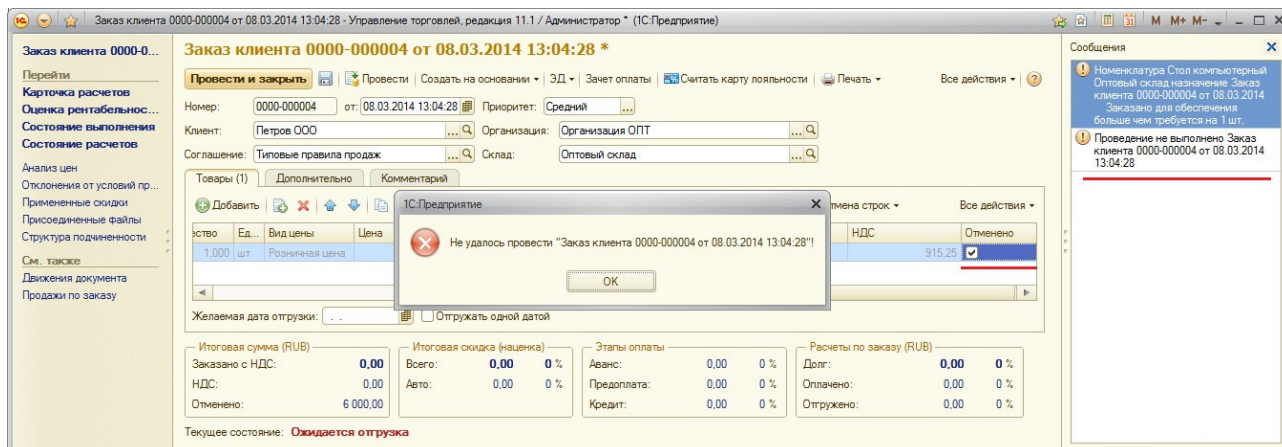 Заказ клиента 0000-000004 от 08.03.2014 13:04:28 - Управление торговлей, редакция 11.1 / Администратор * (1С:Предприятие)
M M+ M-
Заказ клиента 0000-0...
Перейти
Карточка расчетов
Оценка рентабельнос...
Состояние выполнения
Состояние расчетов
Анализ цен
Отклонения от условий пр...
Примененные скидки
Присоединенные файлы
Структура подчиненности
См. также
Движения документа
Продажи по заказу
Заказ клиента 0000-000004 от 08.03.2014 13:04:28 *
Провести и закрыть Провести Создать на основании ЭД Зачет оплаты Считать карту лояльности Печать Все действия
Номер: 0000-000004 от: 08.03.2014 13:04:28 Приоритет: Средний ...
Клиент: Петров ООО ... Организация: Организация ОПТ ...
Соглашение: Типовые правила продаж ... Склад: Оптовый склад ...
Товары (1) Дополнительно Комментарий
Добавить тмена строк Все действия
ество Ед... Вид цены Цена НДС Отменено
1,000 шт Розничная цена 915,25
1С:Предприятие
Не удалось провести "Заказ клиента 0000-000004 от 08.03.2014 13:04:28"!
OK
Желаемая дата отгрузки: . . Отгружать одной датой
Итоговая сумма (RUB) Итоговая скидка (наценка) Этапы оплаты Расчеты по заказу (RUB)
Заказано с НДС: 0,00 Всего: 0,00 0 % Аванс: 0,00 0 % Долг: 0,00 0 %
НДС: 0,00 Авто: 0,00 0 % Предоплата: 0,00 0 % Оплачено: 0,00 0 %
Отменено: 6 000,00 Кредит: 0,00 0 % Отгружено: 0,00 0 %
Текущее состояние: Ожидается отгрузка
Сообщения
Номенклатура Стол компьютерный
Оптовый склад назначение Заказ
клиента 0000-000004 от 08.03.2014
Заказано для обеспечения
больше чем требуется на 1 шт,
Проведение не выполнено Заказ
клиента 0000-000004 от 08.03.2014
13:04:28